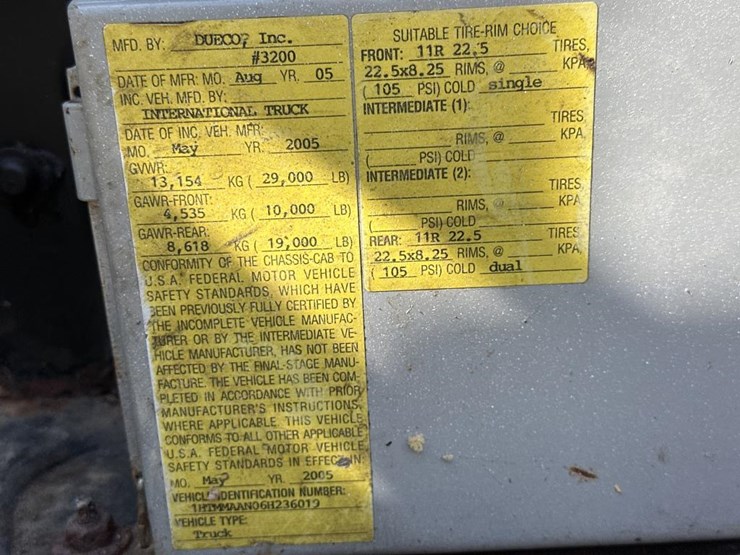 MFD. BY: DUECO, Inc.
#3200
DATE OF MFR: MO. Aug YR. 05
INC. VEH. MFD. BY:
INTERNATIONAL TRUCK
DATE OF INC. VEH. MFR:
MO. May YR. 2005
GVWR:
13,154 KG ( 29,000 LB)
GAWR-FRONT:
4,535 KG ( 10,000 LB)
GAWR-REAR:
8,618 KG ( 19,000 LB)
CONFORMITY OF THE CHASSIS-CAB TO
U.S.A. FEDERAL MOTOR VEHICLE
SAFETY STANDARDS, WHICH HAVE
BEEN PREVIOUSLY FULLY CERTIFIED BY
THE INCOMPLETE VEHICLE MANUFAC-
TURER OR BY THE INTERMEDIATE VE-
HICLE MANUFACTURER, HAS NOT BEEN
AFFECTED BY THE FINAL-STAGE MANU-
FACTURE. THE VEHICLE HAS BEEN COM-
PLETED IN ACCORDANCE WITH PRIOR
MANUFACTURER'S INSTRUCTIONS,
WHERE APPLICABLE. THIS VEHICLE
CONFORMS TO ALL OTHER APPLICABLE
U.S.A. FEDERAL MOTOR VEHICLE
SAFETY STANDARDS IN EFFECT IN:
MO. May YR. 2005
VEHICLE IDENTIFICATION NUMBER:
1HTMMAAN06H236019
VEHICLE TYPE:
Truck
SUITABLE TIRE-RIM CHOICE
FRONT: 11R 22.5 TIRES,
22.5x8.25 RIMS, @ KPA
( 105 PSI) COLD single
INTERMEDIATE (1):
TIRES,
RIMS, @ KPA
( PSI) COLD
INTERMEDIATE (2):
TIRES,
RIMS, @ KPA
( PSI) COLD
REAR: 11R 22.5 TIRES,
22.5x8.25 RIMS, @ KPA
( 105 PSI) COLD dual